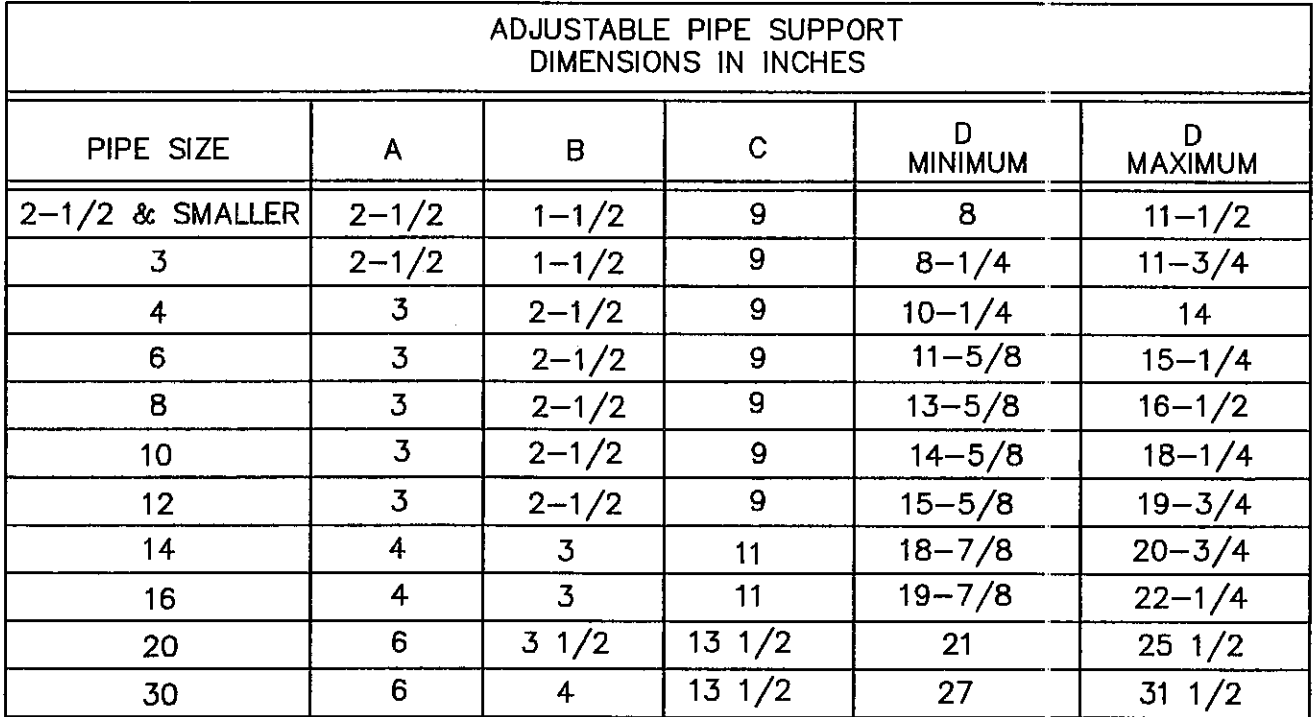 ADJUSTABLE PIPE SUPPORT
DIMENSIONS IN INCHES
PIPE SIZE A B C D MINIMUM D MAXIMUM
2-1/2 & SMALLER 2-1/2 1-1/2 9 8 11-1/2
3 2-1/2 1-1/2 9 8-1/4 11-3/4
4 3 2-1/2 9 10-1/4 14
6 3 2-1/2 9 11-5/8 15-1/4
8 3 2-1/2 9 13-5/8 16-1/2
10 3 2-1/2 9 14-5/8 18-1/4
12 3 2-1/2 9 15-5/8 19-3/4
14 4 3 11 18-7/8 20-3/4
16 4 3 11 19-7/8 22-1/4
20 6 3 1/2 13 1/2 21 25 1/2
30 6 4 13 1/2 27 31 1/2